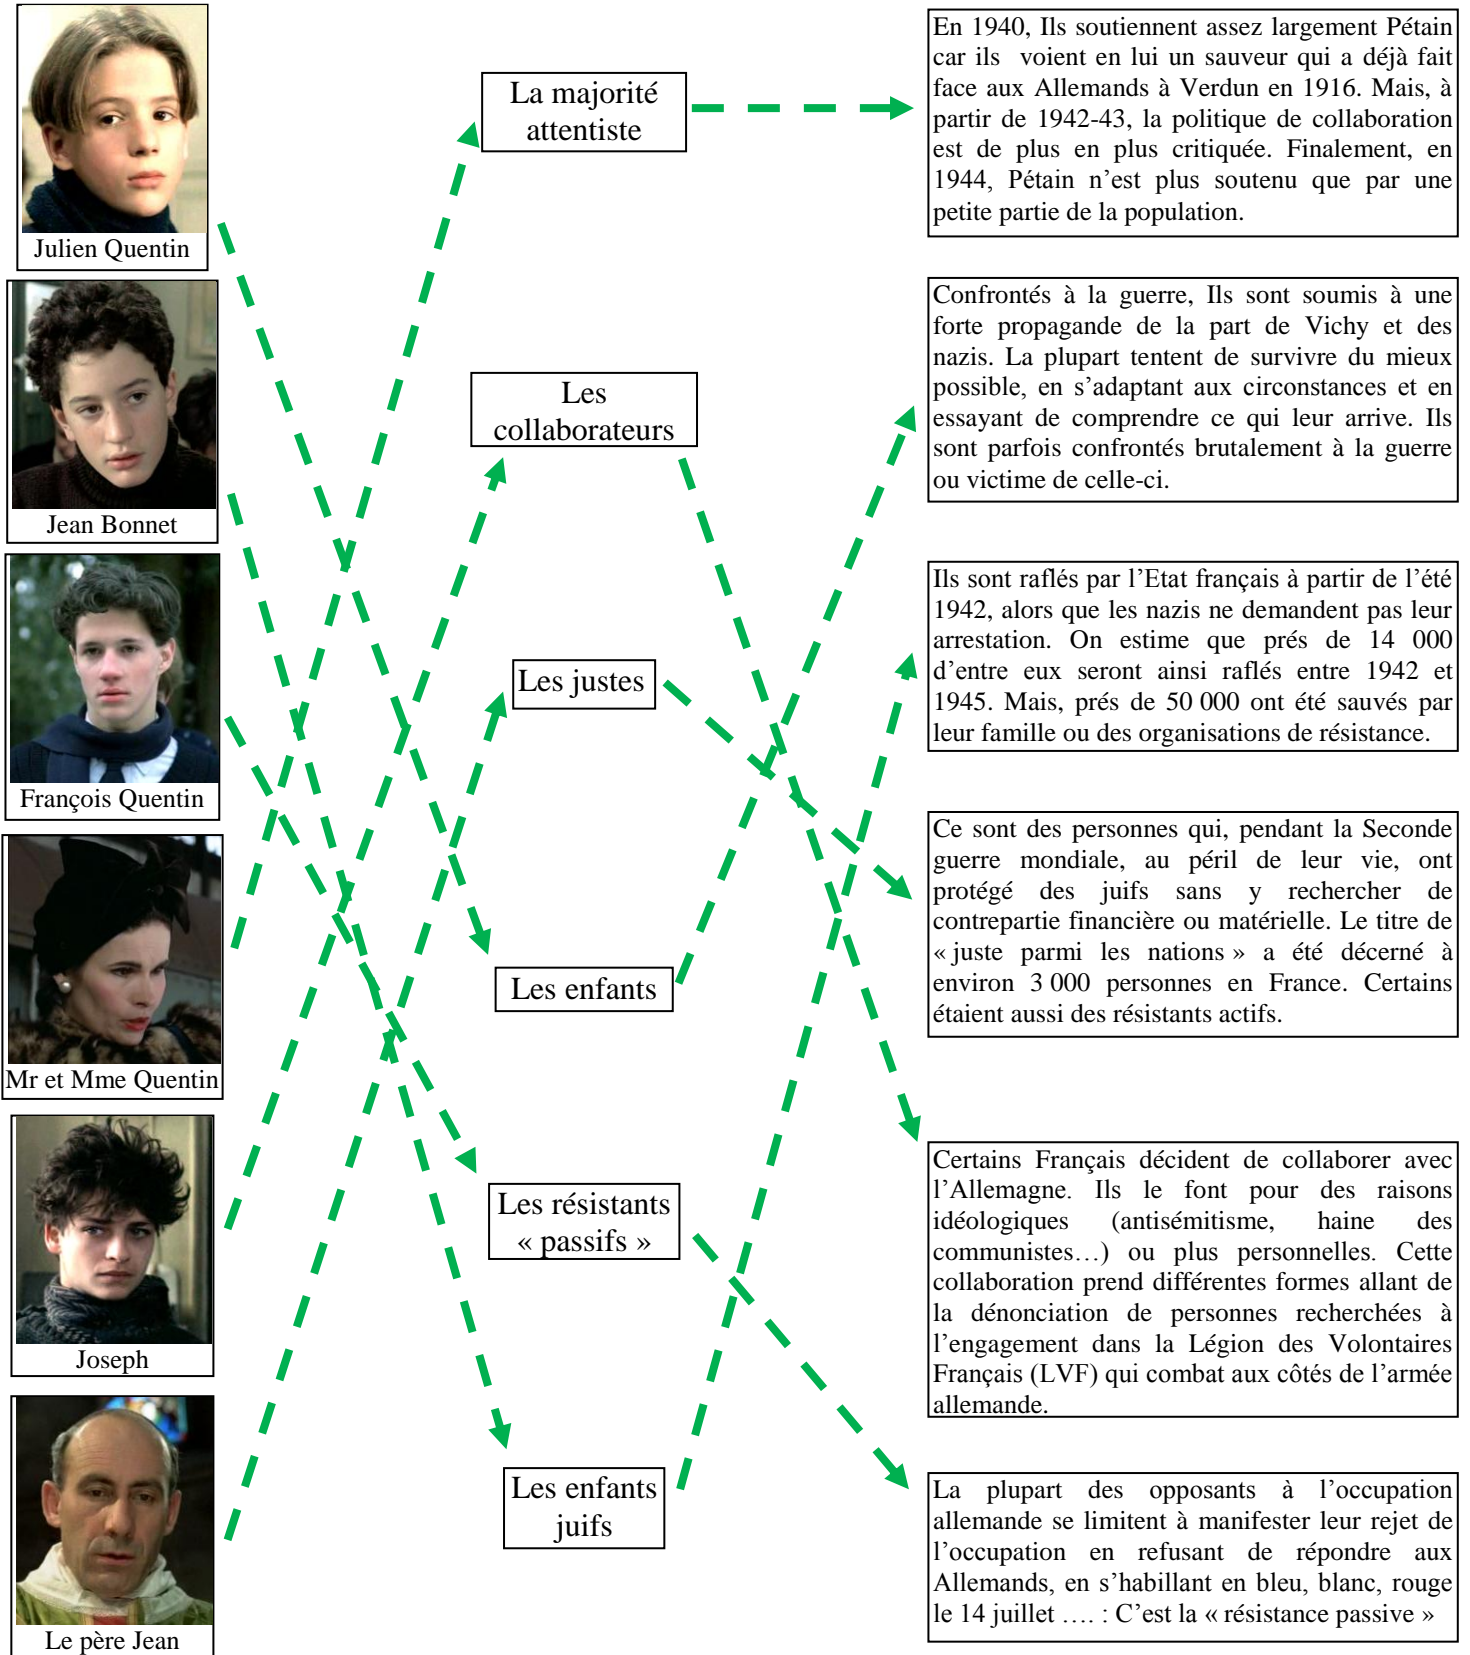 Julien Quentin
Jean Bonnet
François Quentin
Mr et Mme Quentin
Joseph
Le père Jean
La majorité
attentiste
Les
collaborateurs
Les justes
Les enfants
Les résistants
« passifs »
Les enfants
juifs
En 1940, Ils soutiennent assez largement Pétain
car ils voient en lui un sauveur qui a déjà fait
face aux Allemands à Verdun en 1916. Mais, à
partir de 1942-43, la politique de collaboration
est de plus en plus critiquée. Finalement, en
1944, Pétain n’est plus soutenu que par une
petite partie de la population.
Confrontés à la guerre, Ils sont soumis à une
forte propagande de la part de Vichy et des
nazis. La plupart tentent de survivre du mieux
possible, en s’adaptant aux circonstances et en
essayant de comprendre ce qui leur arrive. Ils
sont parfois confrontés brutalement à la guerre
ou victime de celle-ci.
Ils sont raflés par l’Etat français à partir de l’été
1942, alors que les nazis ne demandent pas leur
arrestation. On estime que prés de 14 000
d’entre eux seront ainsi raflés entre 1942 et
1945. Mais, prés de 50 000 ont été sauvés par
leur famille ou des organisations de résistance.
Ce sont des personnes qui, pendant la Seconde
guerre mondiale, au péril de leur vie, ont
protégé des juifs sans y rechercher de
contrepartie financière ou matérielle. Le titre de
« juste parmi les nations » a été décerné à
environ 3 000 personnes en France. Certains
étaient aussi des résistants actifs.
Certains Français décident de collaborer avec
l’Allemagne. Ils le font pour des raisons
idéologiques (antisémitisme, haine des
communistes…) ou plus personnelles. Cette
collaboration prend différentes formes allant de
la dénonciation de personnes recherchées à
l’engagement dans la Légion des Volontaires
Français (LVF) qui combat aux côtés de l’armée
allemande.
La plupart des opposants à l’occupation
allemande se limitent à manifester leur rejet de
l’occupation en refusant de répondre aux
Allemands, en s’habillant en bleu, blanc, rouge
le 14 juillet …. : C’est la « résistance passive »